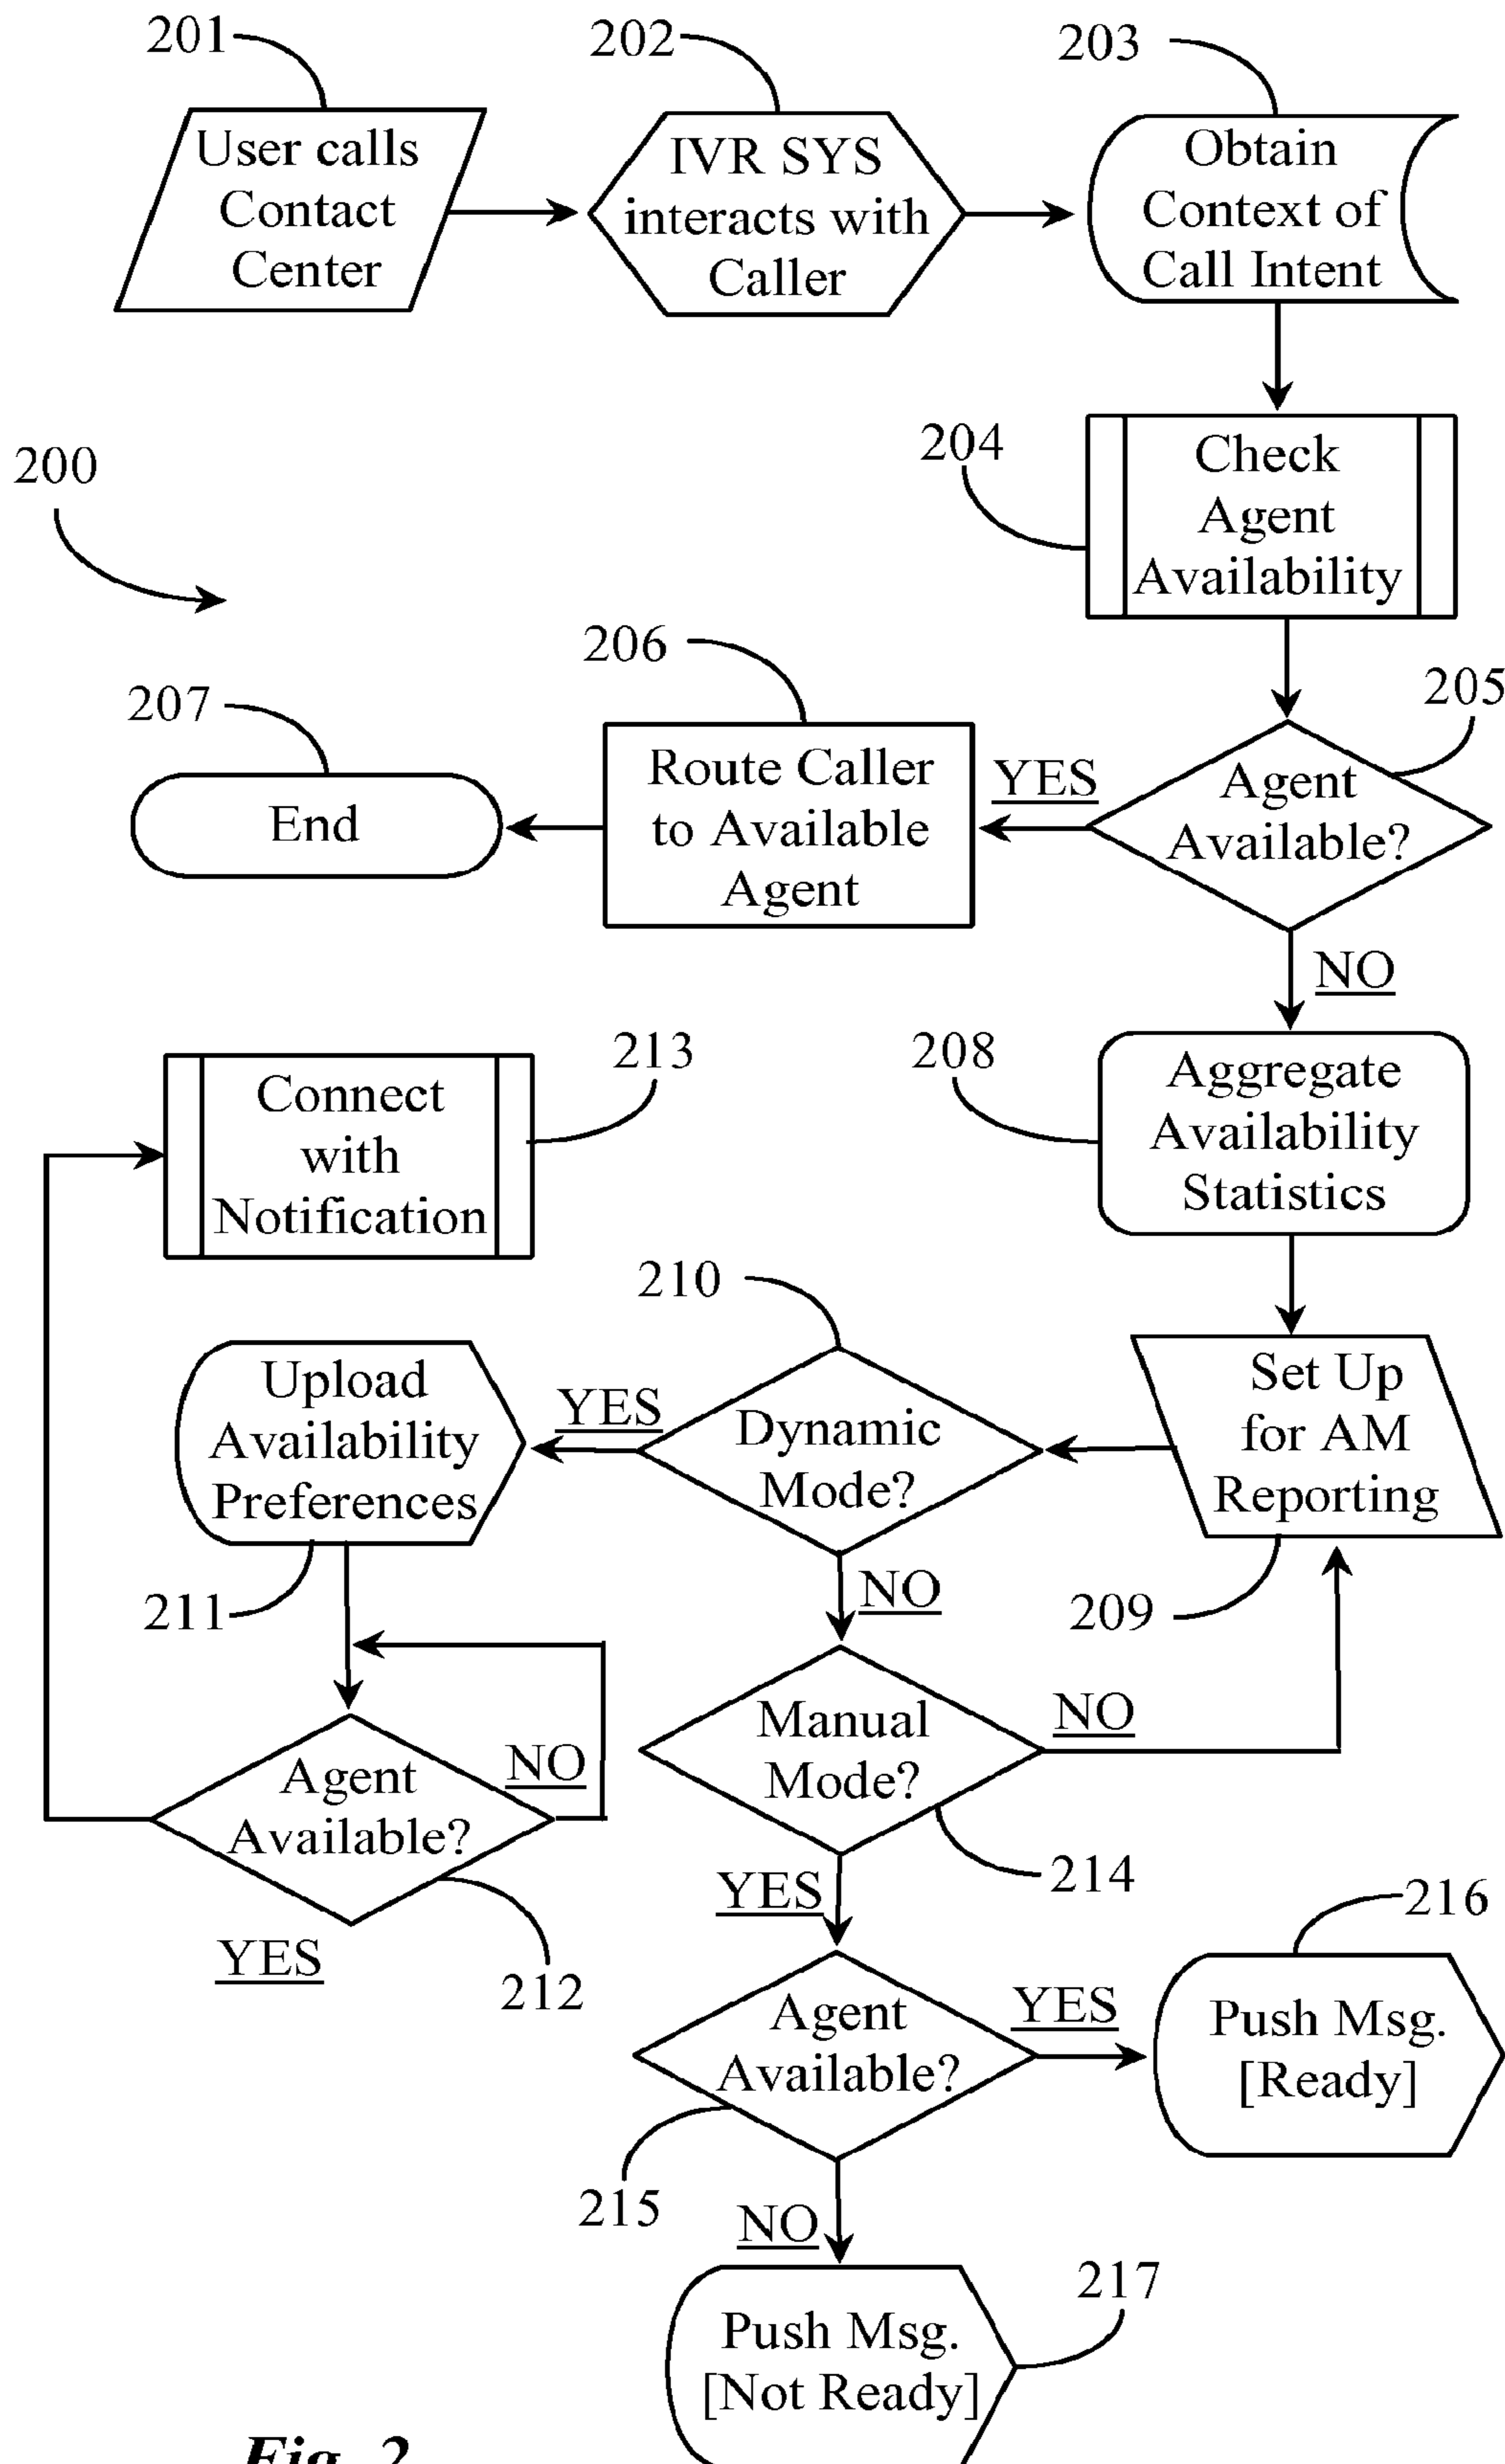 201
202
203
User calls
Contact
Center
IVR SYS
interacts with
Caller
Obtain
Context of
Call Intent
200
204
Check
Agent
Availability
205
206
207
End
Route Caller
to Available
Agent
YES
Agent
Available?
NO
213
208
Connect
with
Notification
Aggregate
Availability
Statistics
210
Upload
Availability
Preferences
YES
Dynamic
Mode?
Set Up
for AM
Reporting
211
NO
209
Manual
Mode?
NO
Agent
Available?
NO
YES
214
216
YES
212
Agent
Available?
YES
Push Msg.
[Ready]
215
NO
217
Push Msg.
[Not Ready]
Fig. 2